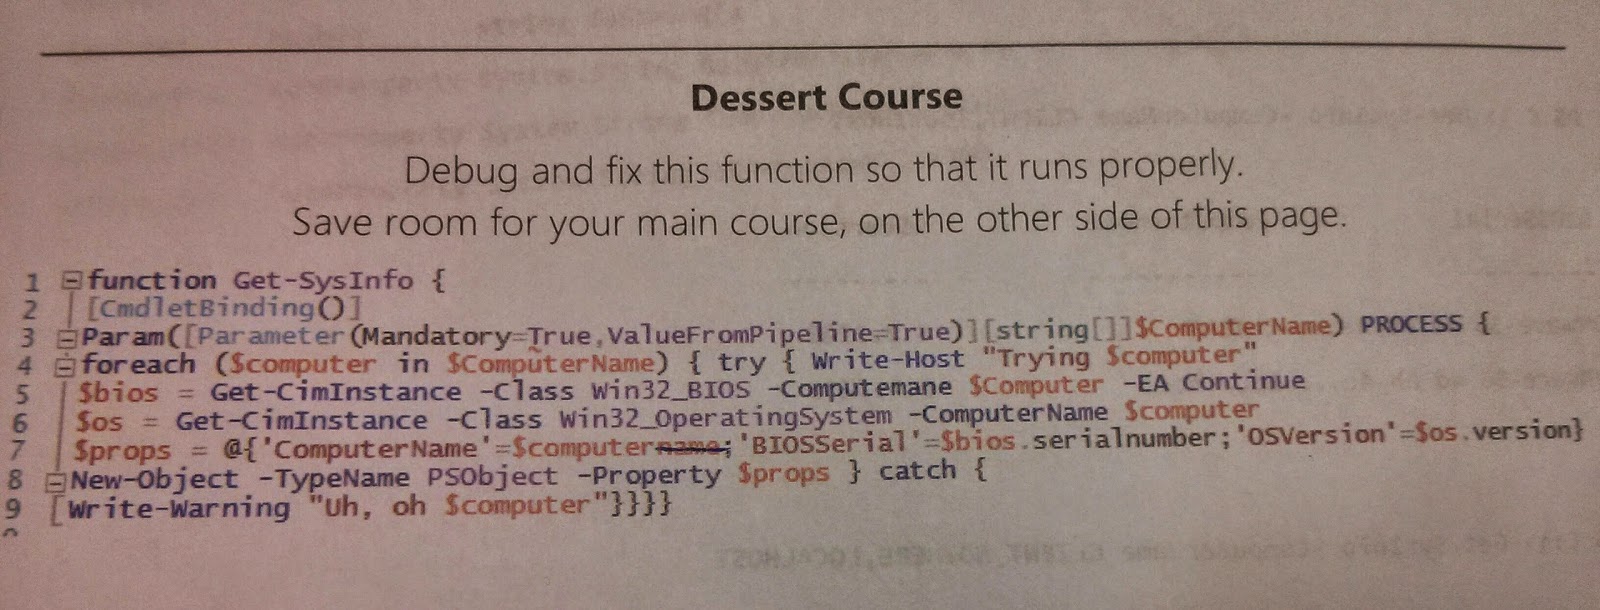 Dessert Course
Debug and fix this function so that it runs properly.
Save room for your main course, on the other side of this page.
1 function Get-SysInfo {
2 [CmdletBinding()]
3 Param([Parameter(Mandatory=True,ValueFromPipeline=True)][string[]]$ComputerName) PROCESS {
4 foreach ($computer in $ComputerName) { try { Write-Host "Trying $computer"
5 $bios = Get-CimInstance -Class Win32_BIOS -Computemane $Computer -EA Continue
6 $os = Get-CimInstance -Class Win32_OperatingSystem -ComputerName $computer
7 $props = @{'ComputerName'=$computername;'BIOSSerial'=$bios.serialnumber;'OSVersion'=$os.version}
8 New-Object -TypeName PSObject -Property $props } catch {
9 Write-Warning "Uh, oh $computer"}}}}